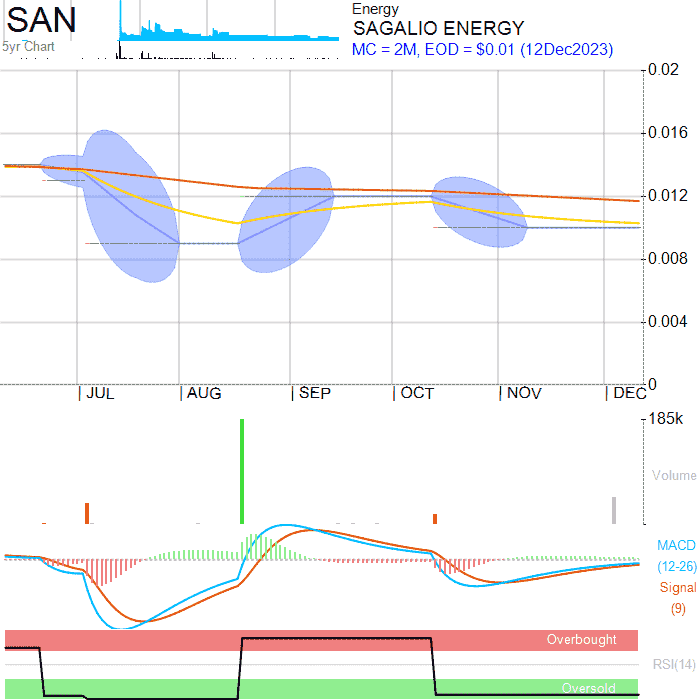 SAN
5yr Chart
Energy
SAGALIO ENERGY
MC = 2M, EOD = $0.01 (12Dec2023)
0.02
0.016
0.012
0.008
0.004
0
JUL AUG SEP OCT NOV DEC
185k
Volume
MACD
(12-26)
Signal
(9)
Overbought
RSI(14)
Oversold